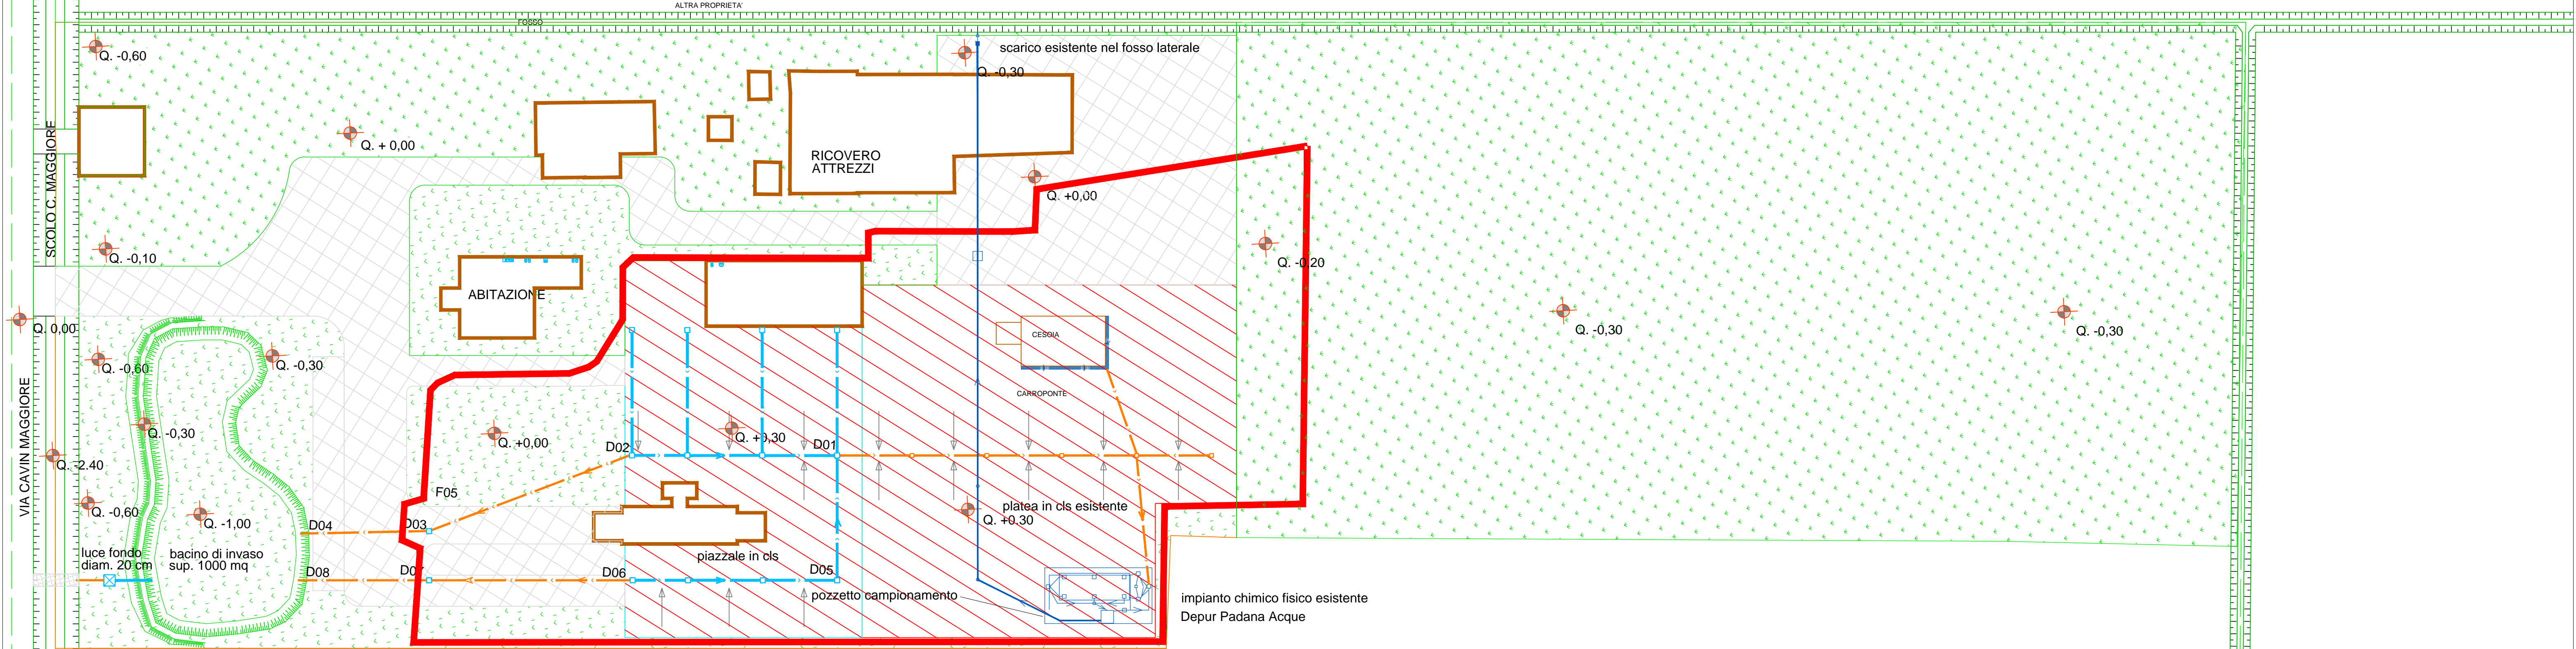 ALTRA PROPRIETA'
rosso
Q. -0,60
scarico esistente nel fosso laterale
Q. -0,30
SCOLO C. MAGGIORE
Q. + 0,00
RICOVERO
ATTREZZI
Q. +0,00
Q. -0,10
Q. -0,20
ABITAZIONE
Q. 0,00
CESOIA
Q. -0,30
Q. -0,30
Q. -0,60
Q. -0,30
CARROPONTE
VIA CAVIN MAGGIORE
Q. -0,30
Q. +0,00
Q. +0,30
D02
D01
Q. -2.40
F05
Q. -0,60
Q. -1,00
platea in cls esistente
Q. +0.30
D04
D03
luce fondo
diam. 20 cm
bacino di invaso
sup. 1000 mq
piazzale in cls
D08
D07
D06
D05
pozzetto campionamento
impianto chimico fisico esistente
Depur Padana Acque